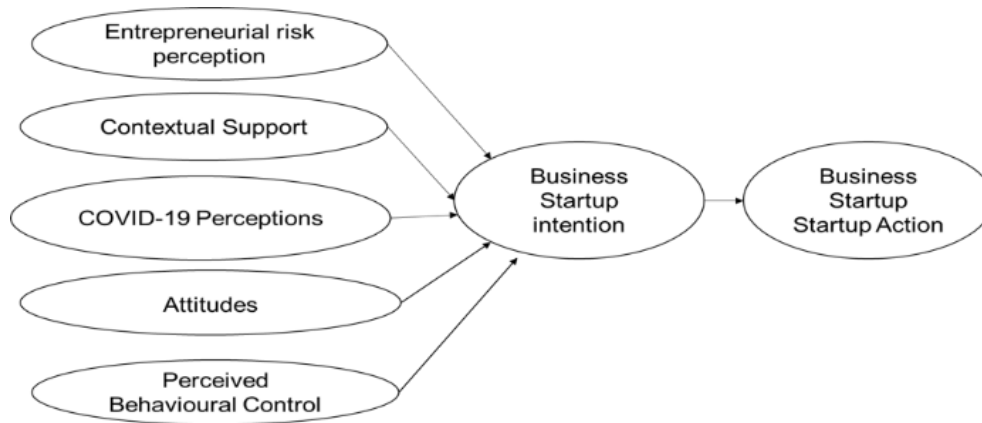 Entrepreneurial risk
perception
Contextual Support
COVID-19 Perceptions
Attitudes
Perceived
Behavioural Control
Business
Startup
intention
Business
Startup
Startup Action